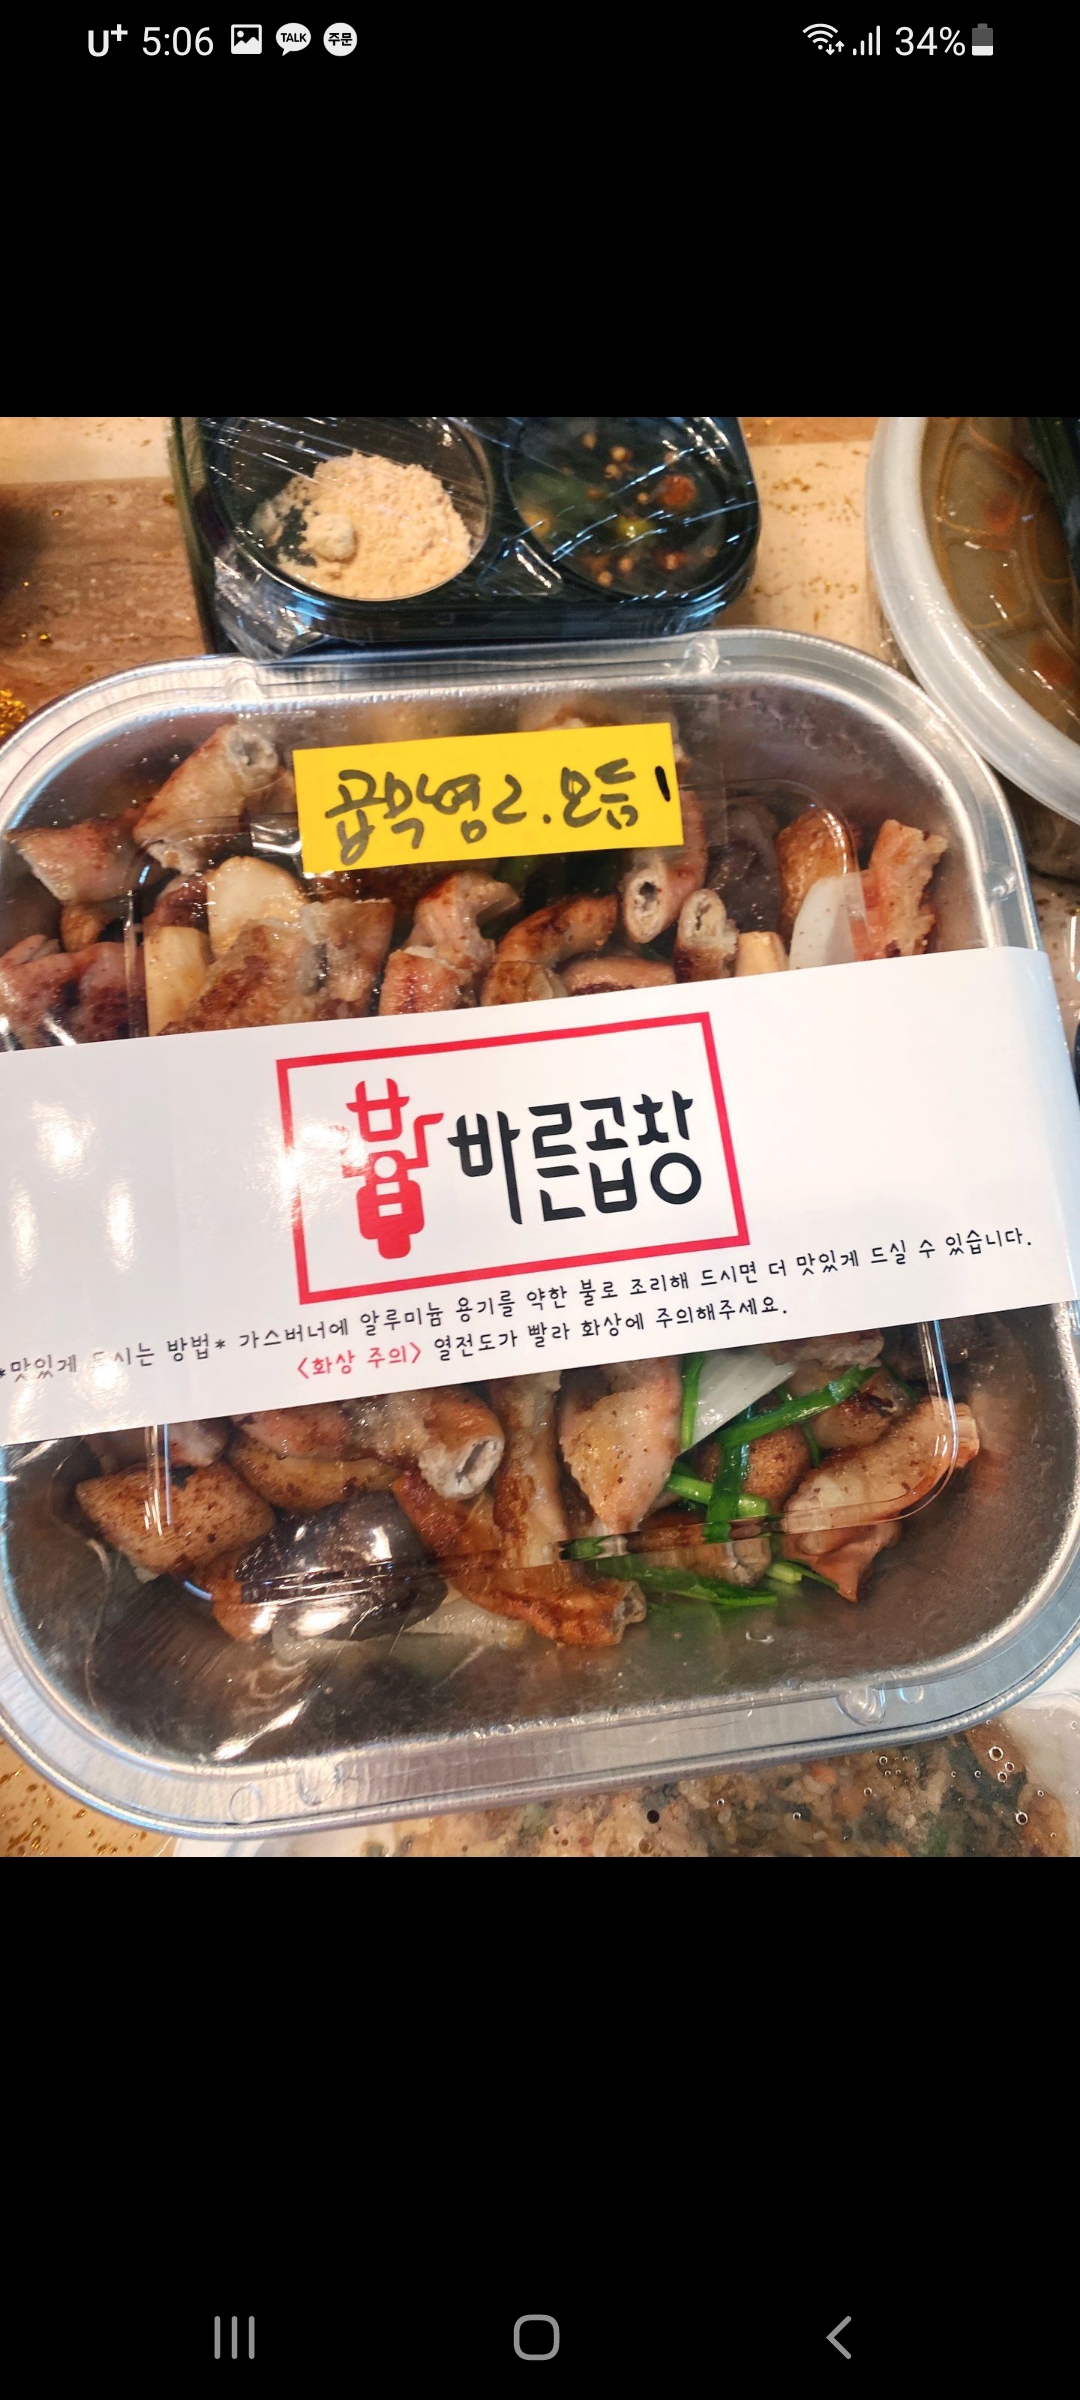 U+ 5:06 TALK 주문 34%
곱막염2.모듬1
바른곱창
*맛있게 드시는 방법* 가스버너에 알루미늄 용기를 약한 불로 조리해 드시면 더 맛있게 드실 수 있습니다.
<화상 주의> 열전도가 빨라 화상에 주의해주세요.